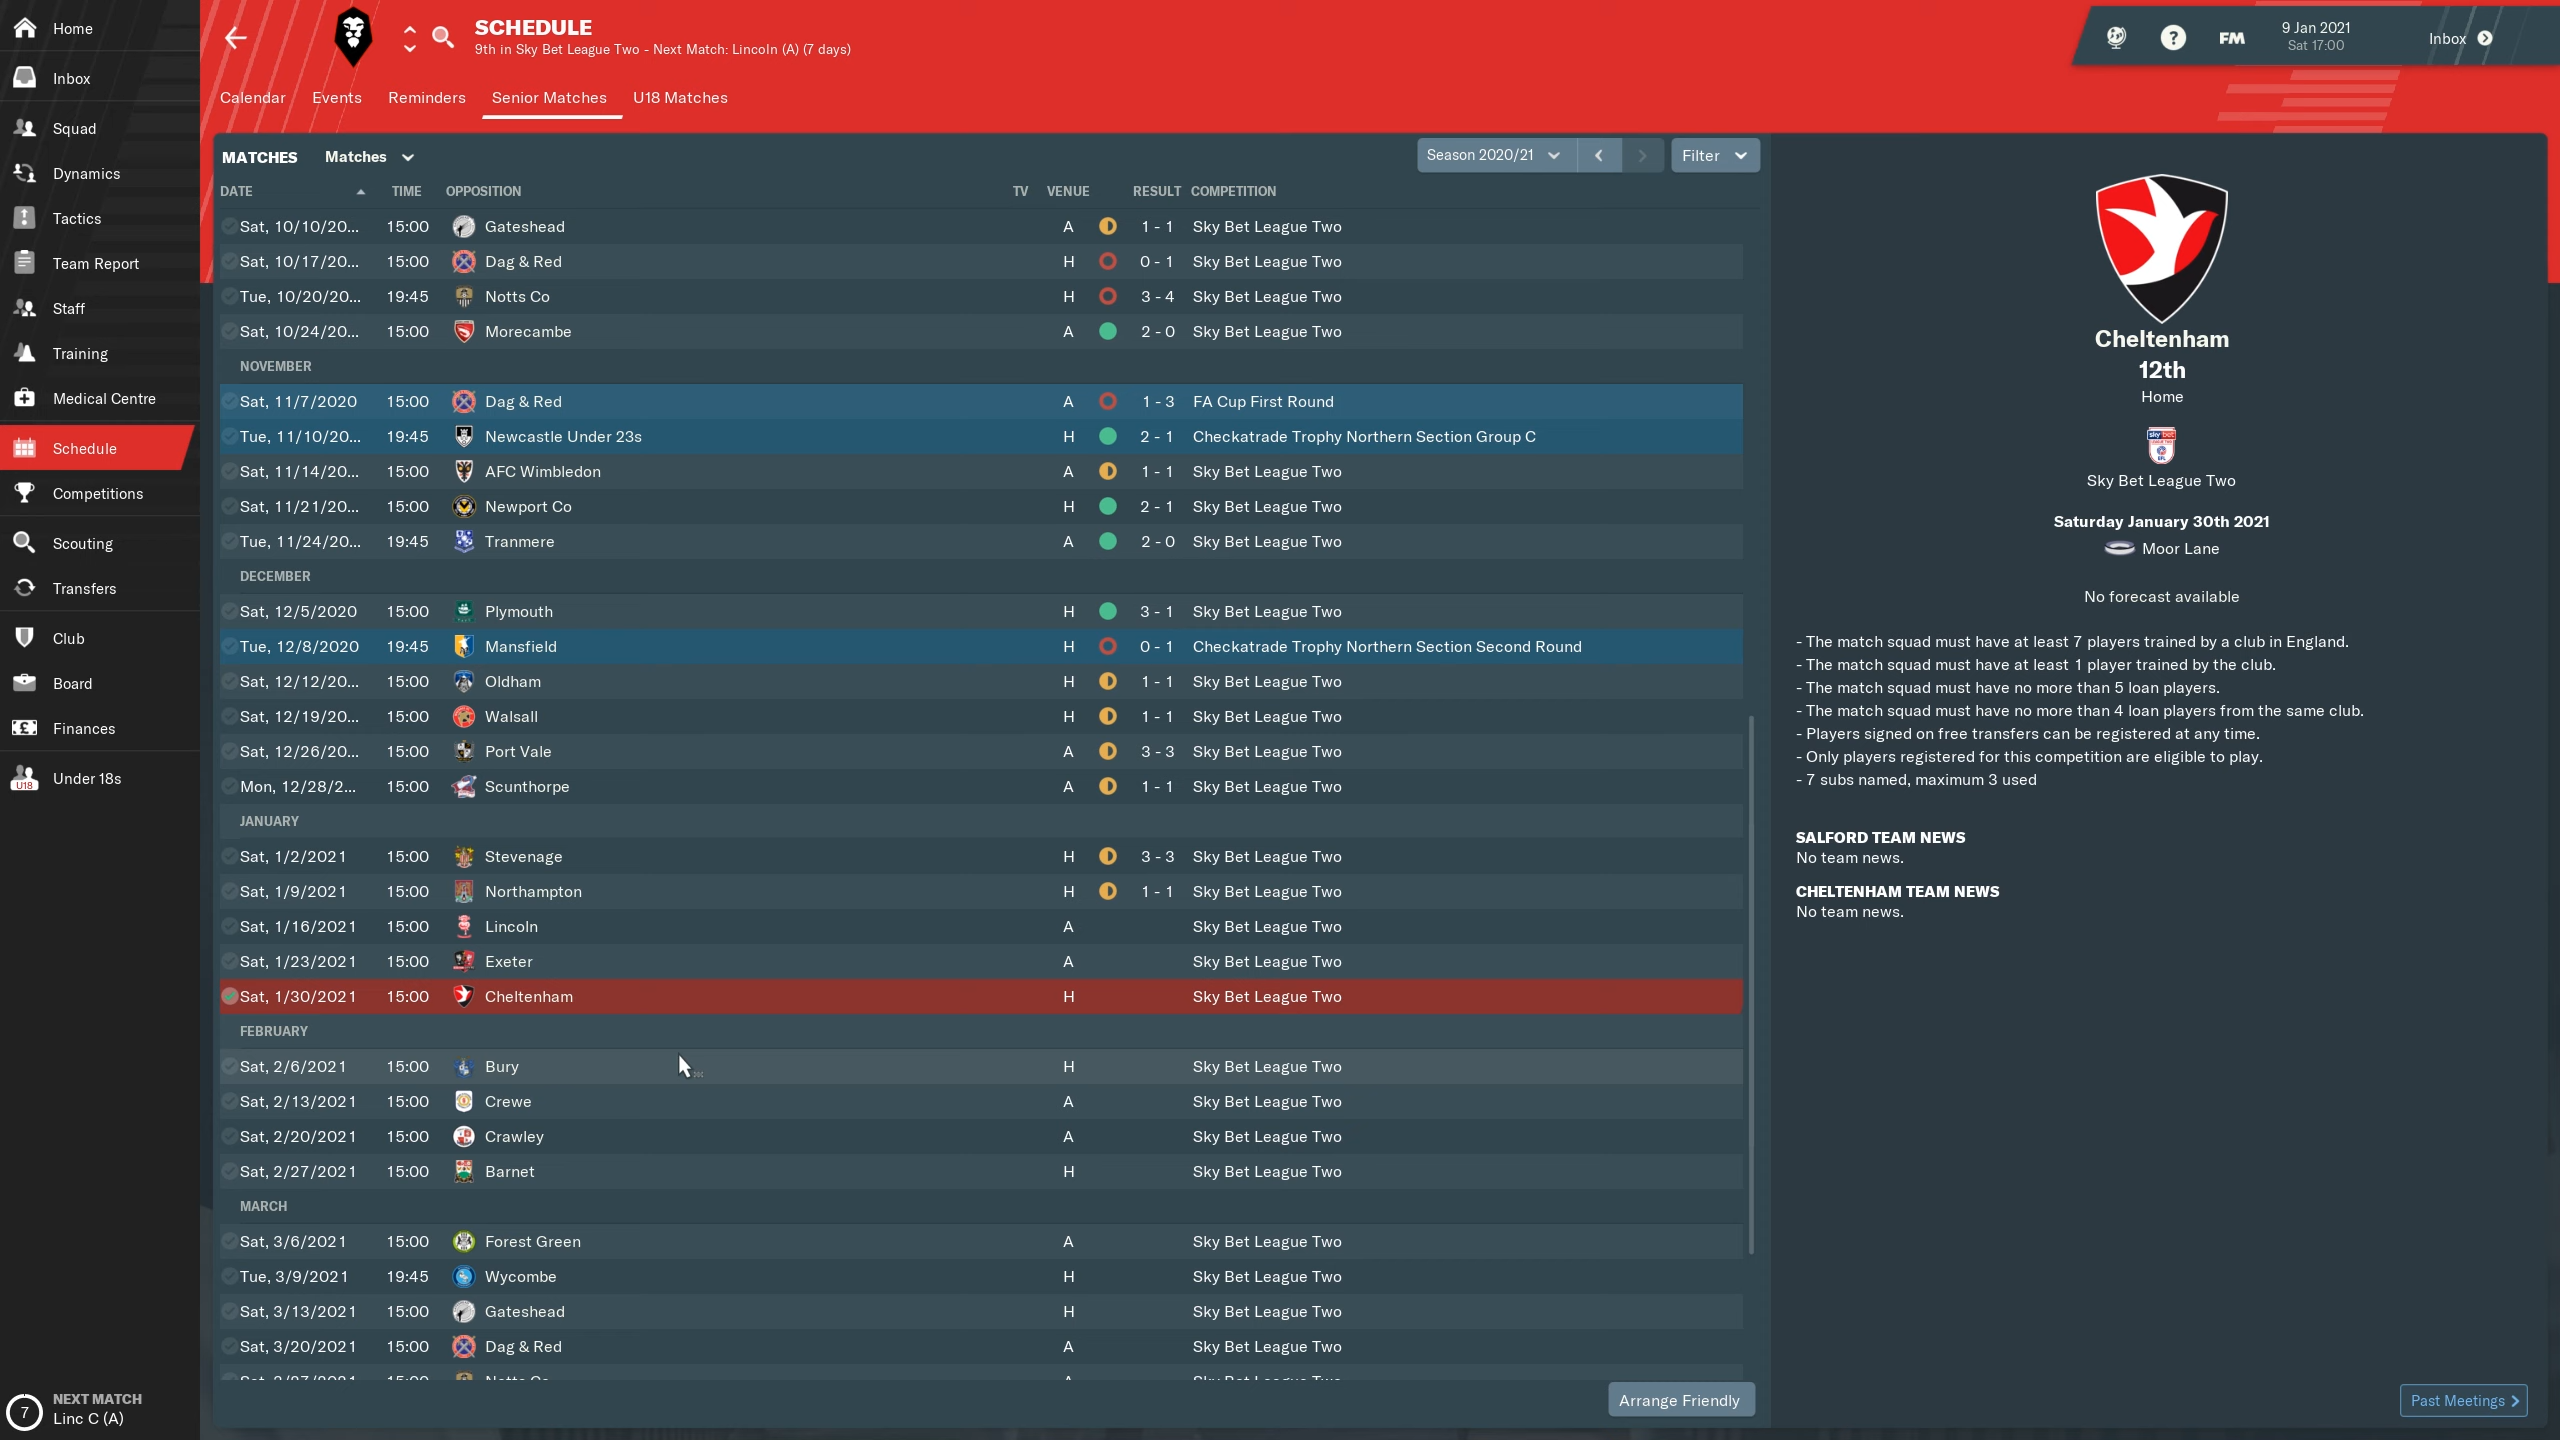 Home
Inbox
Squad
Dynamics
Tactics
Team Report
Staff
Training
Medical Centre
Schedule
Competitions
Scouting
Transfers
Club
Board
Finances
U18 Under 18s
7 NEXT MATCH
Linc C (A)
SCHEDULE
9th in Sky Bet League Two - Next Match: Lincoln (A) (7 days)
? FM 9 Jan 2021
Sat 17:00
Inbox
Calendar Events Reminders Senior Matches U18 Matches
MATCHES Matches Season 2020/21 Filter
DATE TIME OPPOSITION TV VENUE RESULT COMPETITION
Sat, 10/10/20... 15:00 Gateshead A 1 - 1 Sky Bet League Two
Sat, 10/17/20... 15:00 Dag & Red H 0 - 1 Sky Bet League Two
Tue, 10/20/20... 19:45 Notts Co H 3 - 4 Sky Bet League Two
Sat, 10/24/20... 15:00 Morecambe A 2 - 0 Sky Bet League Two
NOVEMBER
Sat, 11/7/2020 15:00 Dag & Red A 1 - 3 FA Cup First Round
Tue, 11/10/20... 19:45 Newcastle Under 23s H 2 - 1 Checkatrade Trophy Northern Section Group C
Sat, 11/14/20... 15:00 AFC Wimbledon A 1 - 1 Sky Bet League Two
Sat, 11/21/20... 15:00 Newport Co H 2 - 1 Sky Bet League Two
Tue, 11/24/20... 19:45 Tranmere A 2 - 0 Sky Bet League Two
DECEMBER
Sat, 12/5/2020 15:00 Plymouth H 3 - 1 Sky Bet League Two
Tue, 12/8/2020 19:45 Mansfield H 0 - 1 Checkatrade Trophy Northern Section Second Round
Sat, 12/12/20... 15:00 Oldham H 1 - 1 Sky Bet League Two
Sat, 12/19/20... 15:00 Walsall H 1 - 1 Sky Bet League Two
Sat, 12/26/20... 15:00 Port Vale A 3 - 3 Sky Bet League Two
Mon, 12/28/2... 15:00 Scunthorpe A 1 - 1 Sky Bet League Two
JANUARY
Sat, 1/2/2021 15:00 Stevenage H 3 - 3 Sky Bet League Two
Sat, 1/9/2021 15:00 Northampton H 1 - 1 Sky Bet League Two
Sat, 1/16/2021 15:00 Lincoln A Sky Bet League Two
Sat, 1/23/2021 15:00 Exeter A Sky Bet League Two
Sat, 1/30/2021 15:00 Cheltenham H Sky Bet League Two
FEBRUARY
Sat, 2/6/2021 15:00 Bury H Sky Bet League Two
Sat, 2/13/2021 15:00 Crewe A Sky Bet League Two
Sat, 2/20/2021 15:00 Crawley A Sky Bet League Two
Sat, 2/27/2021 15:00 Barnet H Sky Bet League Two
MARCH
Sat, 3/6/2021 15:00 Forest Green A Sky Bet League Two
Tue, 3/9/2021 19:45 Wycombe H Sky Bet League Two
Sat, 3/13/2021 15:00 Gateshead H Sky Bet League Two
Sat, 3/20/2021 15:00 Dag & Red A Sky Bet League Two
Arrange Friendly
Cheltenham
12th
Home
sky bet
EFL
Sky Bet League Two
Saturday January 30th 2021
Moor Lane
No forecast available
- The match squad must have at least 7 players trained by a club in England.
- The match squad must have at least 1 player trained by the club.
- The match squad must have no more than 5 loan players.
- The match squad must have no more than 4 loan players from the same club.
- Players signed on free transfers can be registered at any time.
- Only players registered for this competition are eligible to play.
- 7 subs named, maximum 3 used
SALFORD TEAM NEWS
No team news.
CHELTENHAM TEAM NEWS
No team news.
Past Meetings